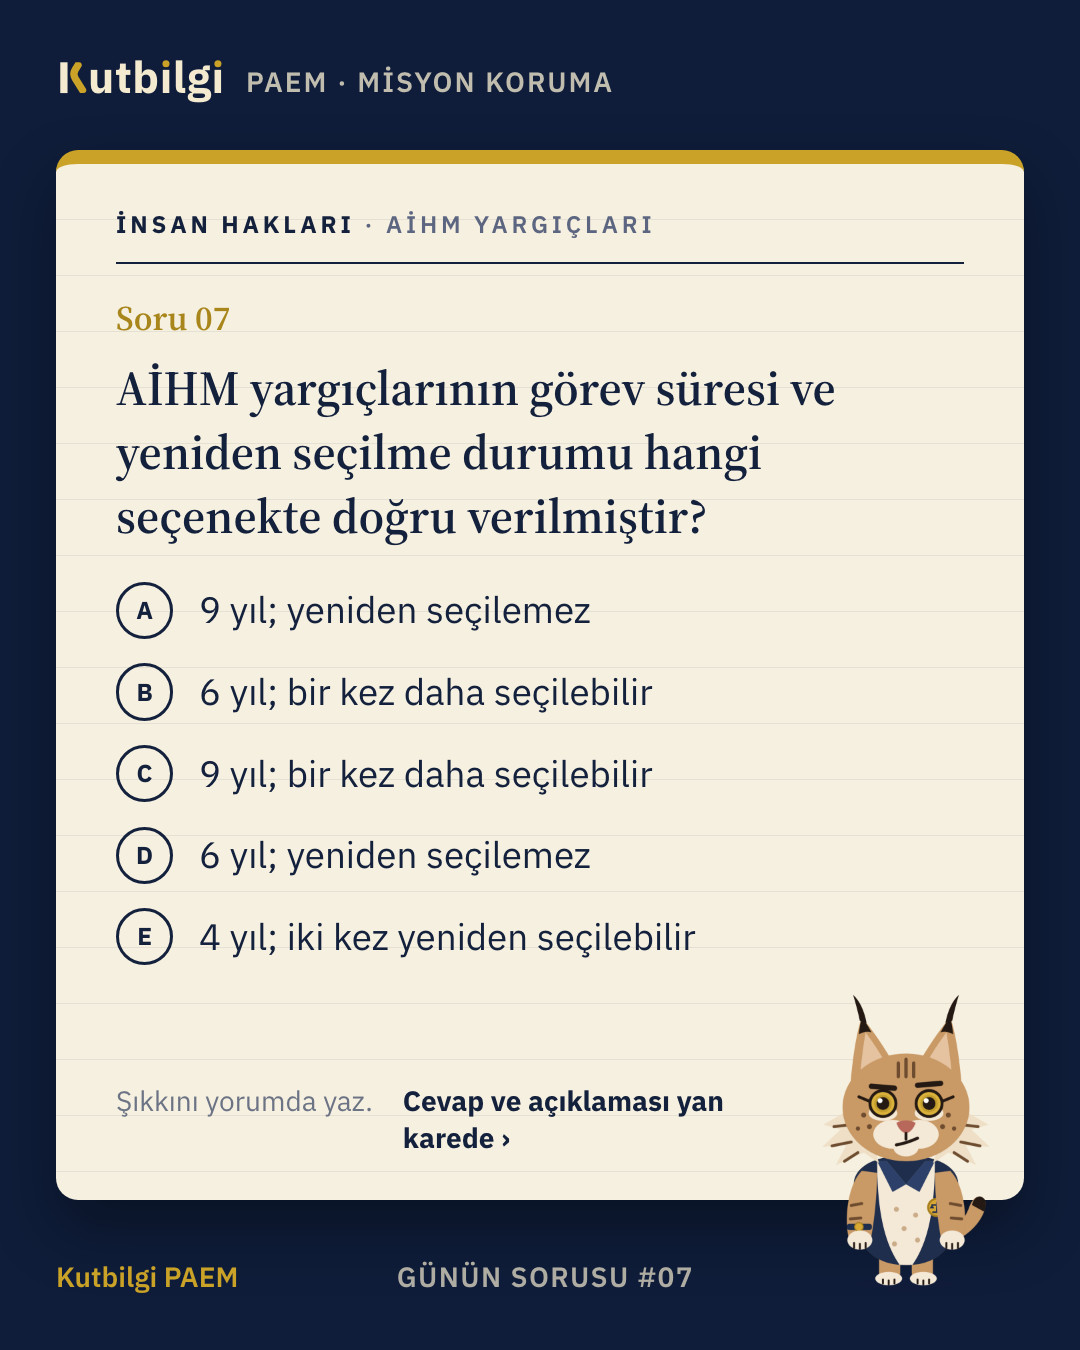 Kutbilgi PAEM · MİSYON KORUMA
İNSAN HAKLARI · AİHM YARGIÇLARI
Soru 07
AİHM yargıçlarının görev süresi ve
yeniden seçilme durumu hangi
seçenekte doğru verilmiştir?
A 9 yıl; yeniden seçilemez
B 6 yıl; bir kez daha seçilebilir
C 9 yıl; bir kez daha seçilebilir
D 6 yıl; yeniden seçilemez
E 4 yıl; iki kez yeniden seçilebilir
Şıkkını yorumda yaz. Cevap ve açıklaması yan
karede ›
Kutbilgi PAEM GÜNÜN SORUSU #07